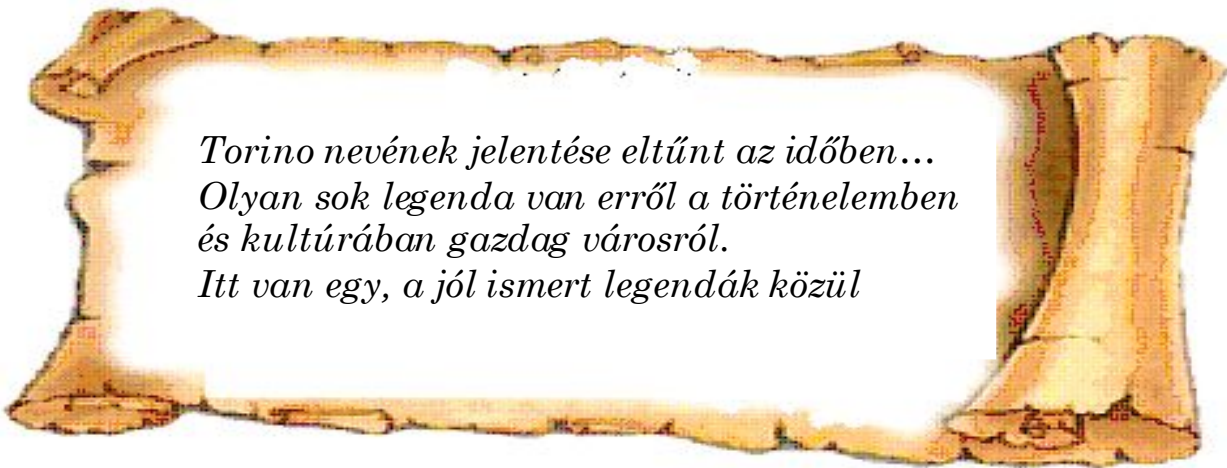 Torino nevének jelentése eltűnt az időben…
Olyan sok legenda van erről a történelemben
és kultúrában gazdag városról.
Itt van egy, a jól ismert legendák közül